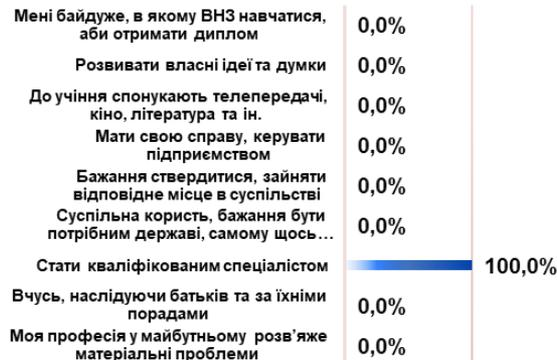 Мені байдуже, в якому ВНЗ навчатися,
аби отримати диплом
0,0%
Розвивати власні ідеї та думки
0,0%
До учіння спонукають телепередачі,
кіно, література та ін.
0,0%
Мати свою справу, керувати
підприємством
0,0%
Бажання ствердитися, зайняти
відповідне місце в суспільстві
0,0%
Суспільна користь, бажання бути
потрібним державі, самому щось…
0,0%
Стати кваліфікованим спеціалістом
100,0%
Вчусь, наслідуючи батьків та за їхніми
порадами
0,0%
Моя професія у майбутньому розв’яже
матеріальні проблеми
0,0%